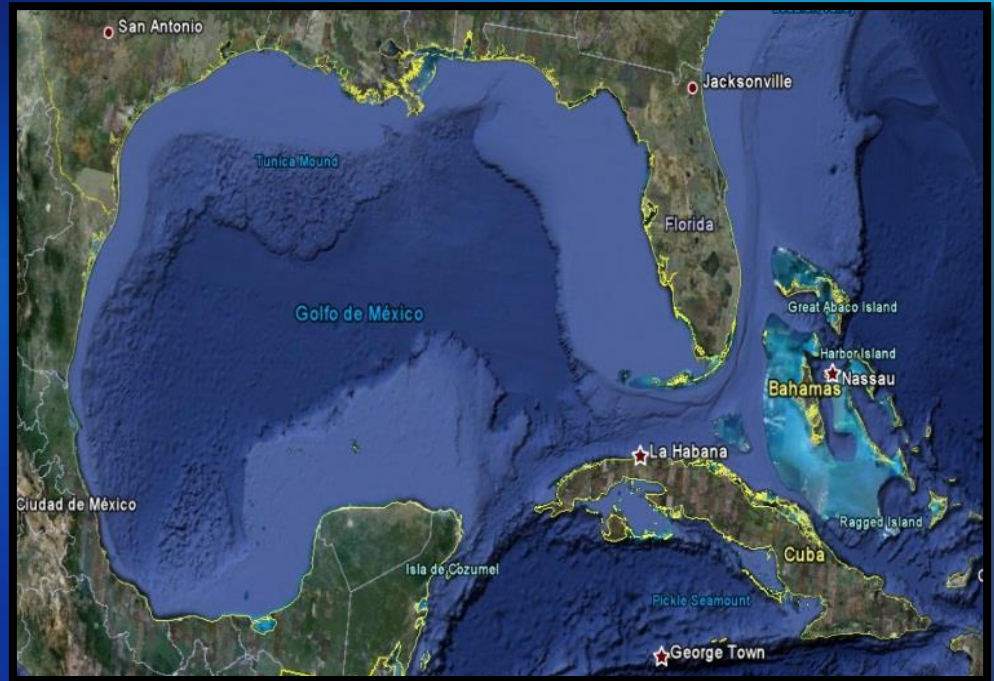 San Antonio
Jacksonville
Tunica Mound
Florida
Golfo de México
Great Abaco Island
Harbor Island
Nassau
Bahamas
La Habana
Ciudad de México
Ragged Island
Cuba
Isla de Cozumel
Pickle Seamount
George Town